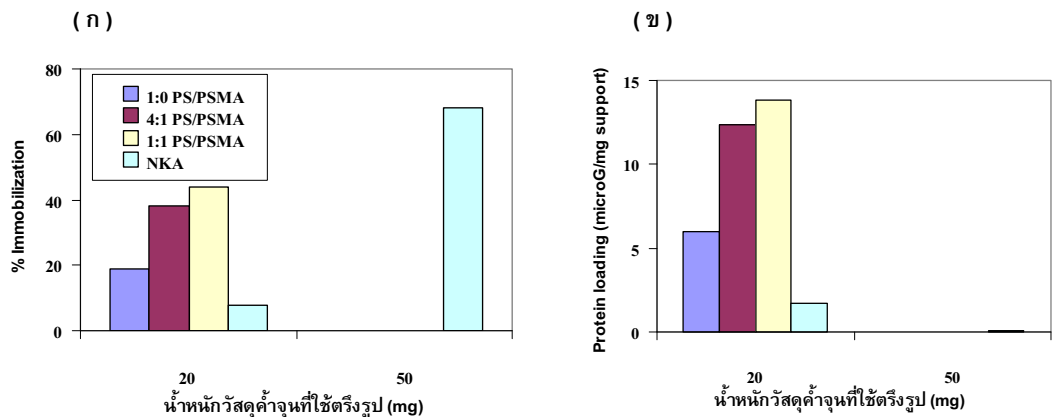 ( ก )
80
60
40
20
0
% Immobilization
1:0 PS/PSMA
4:1 PS/PSMA
1:1 PS/PSMA
NKA
20
50
น้ำหนักวัสดุค้ำจุนที่ใช้ตรึงรูป (mg)
( ข )
15
10
5
0
Protein loading (microG/mg support)
20
50
น้ำหนักวัสดุค้ำจุนที่ใช้ตรึงรูป (mg)